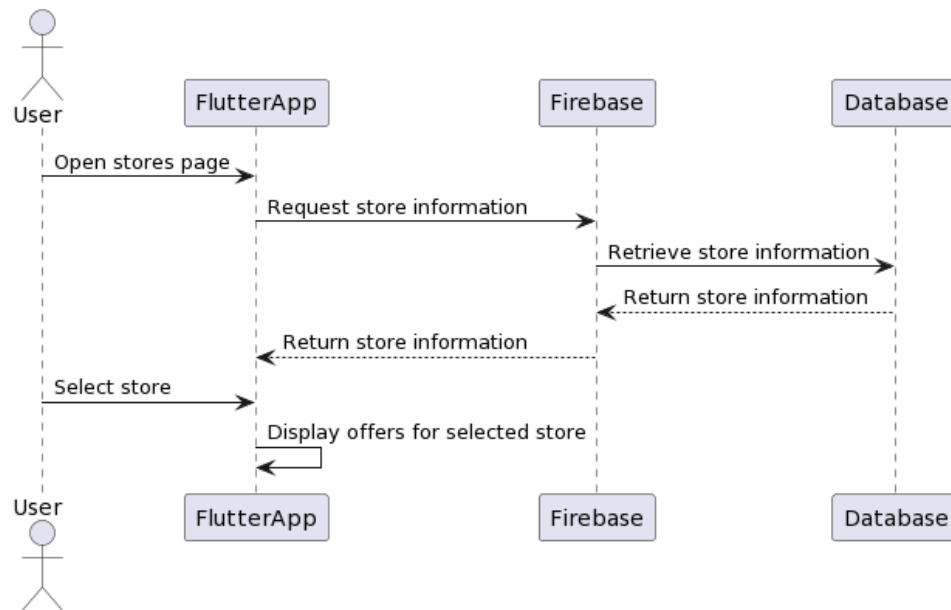 User
FlutterApp
Firebase
Database
Open stores page
Request store information
Retrieve store information
Return store information
Return store information
Select store
Display offers for selected store
User
FlutterApp
Firebase
Database